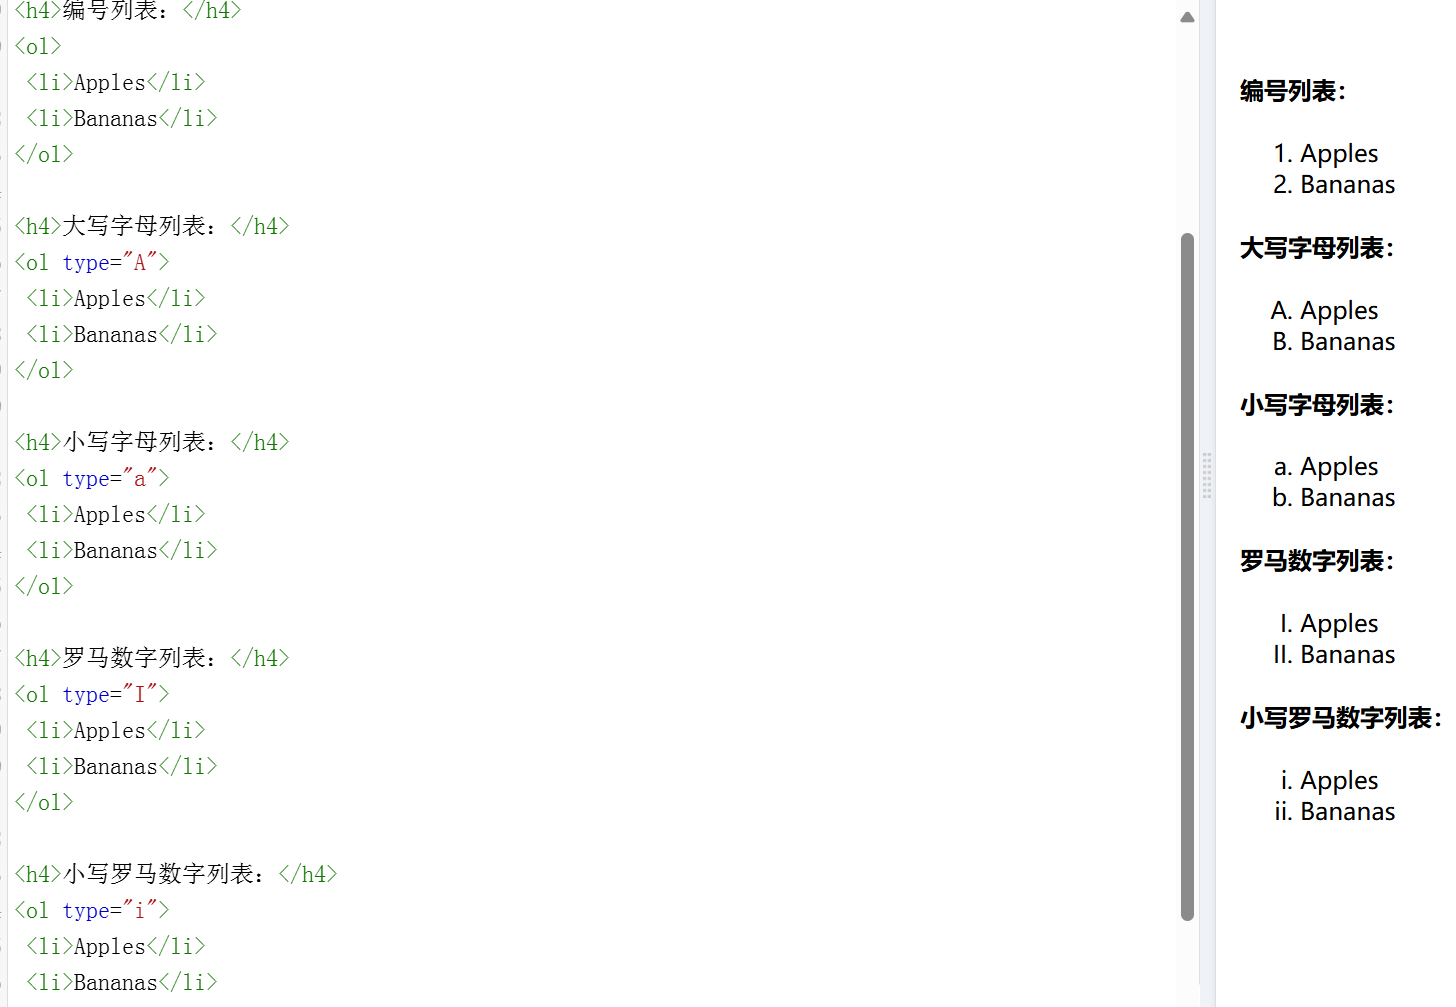 <h4>编号列表：</h4>
<ol>
 <li>Apples</li>
 <li>Bananas</li>
</ol>
<h4>大写字母列表：</h4>
<ol type="A">
 <li>Apples</li>
 <li>Bananas</li>
</ol>
<h4>小写字母列表：</h4>
<ol type="a">
 <li>Apples</li>
 <li>Bananas</li>
</ol>
<h4>罗马数字列表：</h4>
<ol type="I">
 <li>Apples</li>
 <li>Bananas</li>
</ol>
<h4>小写罗马数字列表：</h4>
<ol type="i">
 <li>Apples</li>
 <li>Bananas</li>
编号列表：
1. Apples
2. Bananas
大写字母列表：
A. Apples
B. Bananas
小写字母列表：
a. Apples
b. Bananas
罗马数字列表：
I. Apples
II. Bananas
小写罗马数字列表：
i. Apples
ii. Bananas